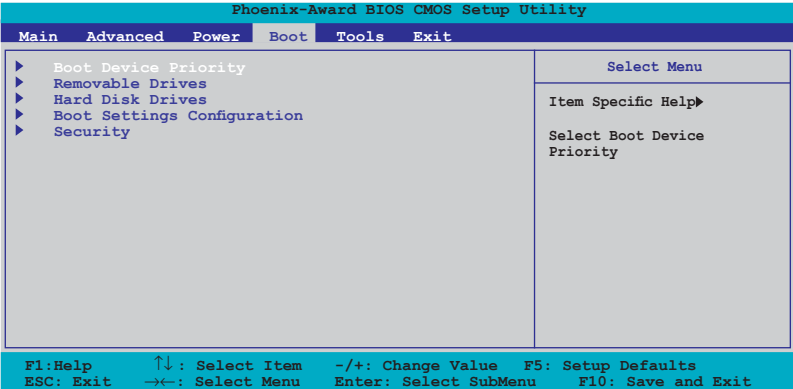 Phoenix-Award BIOS CMOS Setup Utility
Main Advanced Power Boot Tools Exit
Boot Device Priority
Removable Drives
Hard Disk Drives
Boot Settings Configuration
Security
Select Menu
Item Specific Help
Select Boot Device
Priority
F1:Help ↑↓: Select Item -/+: Change Value F5: Setup Defaults
ESC: Exit →←: Select Menu Enter: Select SubMenu F10: Save and Exit